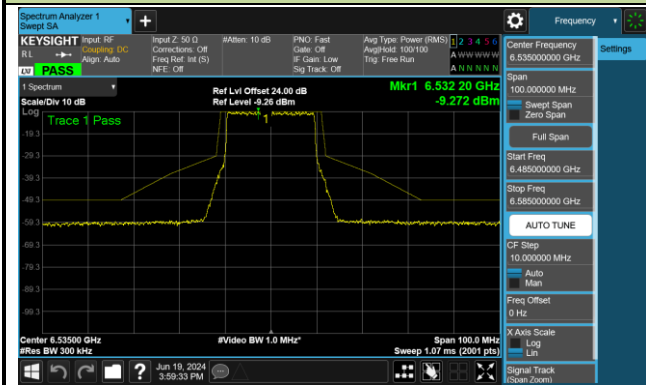 Spectrum Analyzer 1
Swept SA
+
Frequency
KEYSIGHT
Input: RF
Input Z: 50 Ω
#Atten: 10 dB
PNO: Fast
Avg Type: Power (RMS)
1 2 3 4 5 6
RL
Coupling: DC
Corrections: Off
Gate: Off
Avg|Hold: 100/100
A W W W W W
Align: Auto
Freq Ref: Int (S)
IF Gain: Low
Trig: Free Run
LXI
PASS
NFE: Off
Sig Track: Off
A N N N N N
1 Spectrum
Ref Lvl Offset 24.00 dB
Mkr1 6.532 20 GHz
Scale/Div 10 dB
Ref Level -9.26 dBm
-9.272 dBm
Log
Trace 1 Pass
1
-19.3
-29.3
-39.3
-49.3
-59.3
-69.3
-79.3
-89.3
-99.3
Center 6.53500 GHz
#Video BW 1.0 MHz*
Span 100.0 MHz
#Res BW 300 kHz
Sweep 1.07 ms (2001 pts)
?
Jun 19, 2024
3:59:33 PM
Center Frequency
6.535000000 GHz
Settings
Span
100.000000 MHz
Swept Span
Zero Span
Full Span
Start Freq
6.485000000 GHz
Stop Freq
6.585000000 GHz
AUTO TUNE
CF Step
10.000000 MHz
Auto
Man
Freq Offset
0 Hz
X Axis Scale
Log
Lin
Signal Track
(Span Zoom)